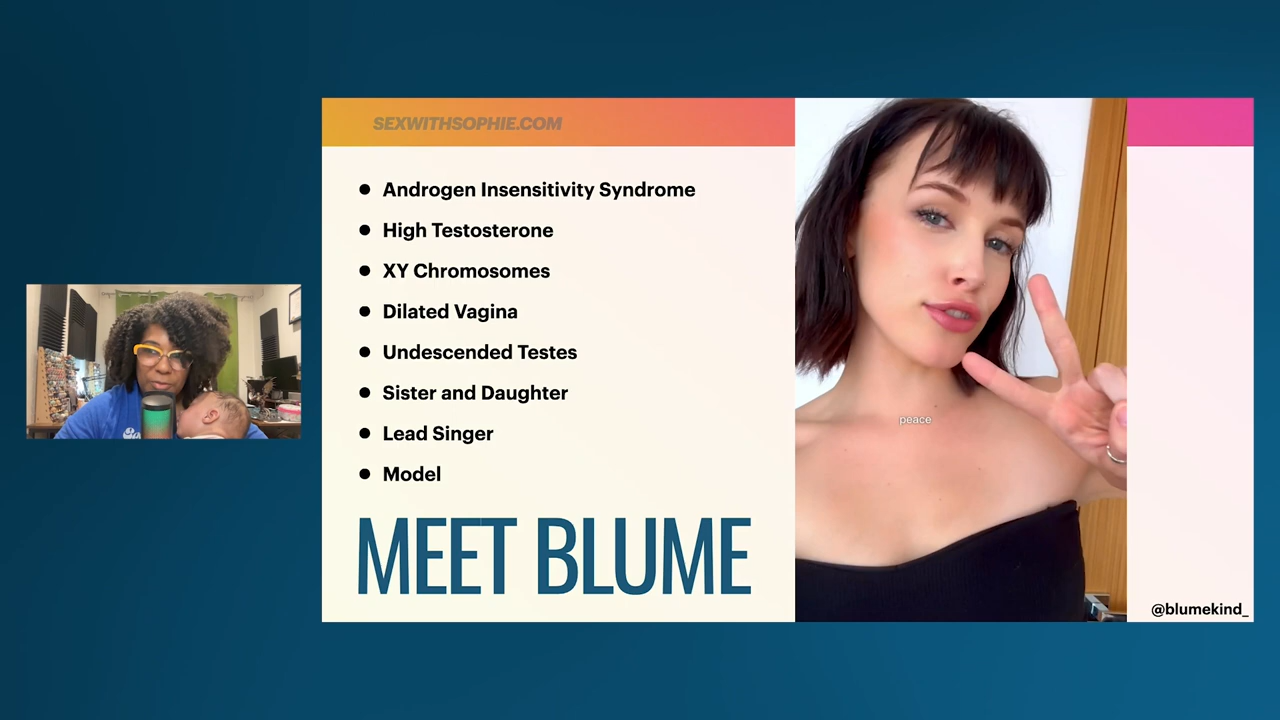 SEXWITHSOPHIE.COM
Androgen Insensitivity Syndrome
High Testosterone
XY Chromosomes
Dilated Vagina
Undescended Testes
Sister and Daughter
Lead Singer
Model
MEET BLUME
peace
@blumekind_